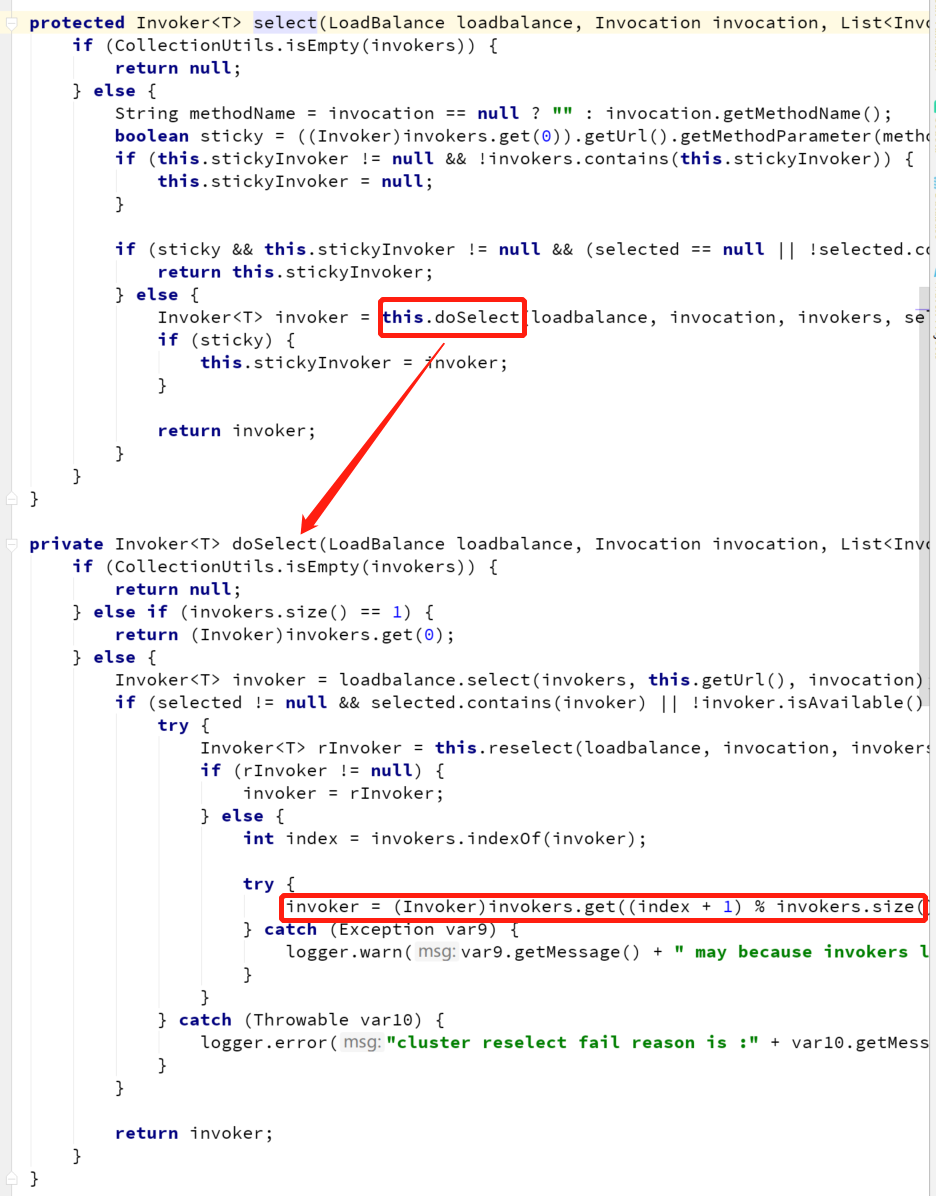 protected Invoker<T> select(LoadBalance loadbalance, Invocation invocation, List<Invo
if (CollectionUtils.isEmpty(invokers)) {
return null;
} else {
String methodName = invocation == null ? "" : invocation.getMethodName();
boolean sticky = ((Invoker)invokers.get(0)).getUrl().getMethodParameter(metho
if (this.stickyInvoker != null && !invokers.contains(this.stickyInvoker)) {
this.stickyInvoker = null;
}
if (sticky && this.stickyInvoker != null && (selected == null || !selected.co
return this.stickyInvoker;
} else {
Invoker<T> invoker = this.doSelect(loadbalance, invocation, invokers, se
if (sticky) {
this.stickyInvoker = invoker;
}
return invoker;
}
}
}
private Invoker<T> doSelect(LoadBalance loadbalance, Invocation invocation, List<Invo
if (CollectionUtils.isEmpty(invokers)) {
return null;
} else if (invokers.size() == 1) {
return (Invoker)invokers.get(0);
} else {
Invoker<T> invoker = loadbalance.select(invokers, this.getUrl(), invocation)
if (selected != null && selected.contains(invoker) || !invoker.isAvailable()
try {
Invoker<T> rInvoker = this.reselect(loadbalance, invocation, invokers
if (rInvoker != null) {
invoker = rInvoker;
} else {
int index = invokers.indexOf(invoker);
try {
invoker = (Invoker)invokers.get((index + 1) % invokers.size()
} catch (Exception var9) {
logger.warn( msg: var9.getMessage() + " may because invokers l
}
}
} catch (Throwable var10) {
logger.error( msg: "cluster reselect fail reason is :" + var10.getMess
}
}
return invoker;
}
}